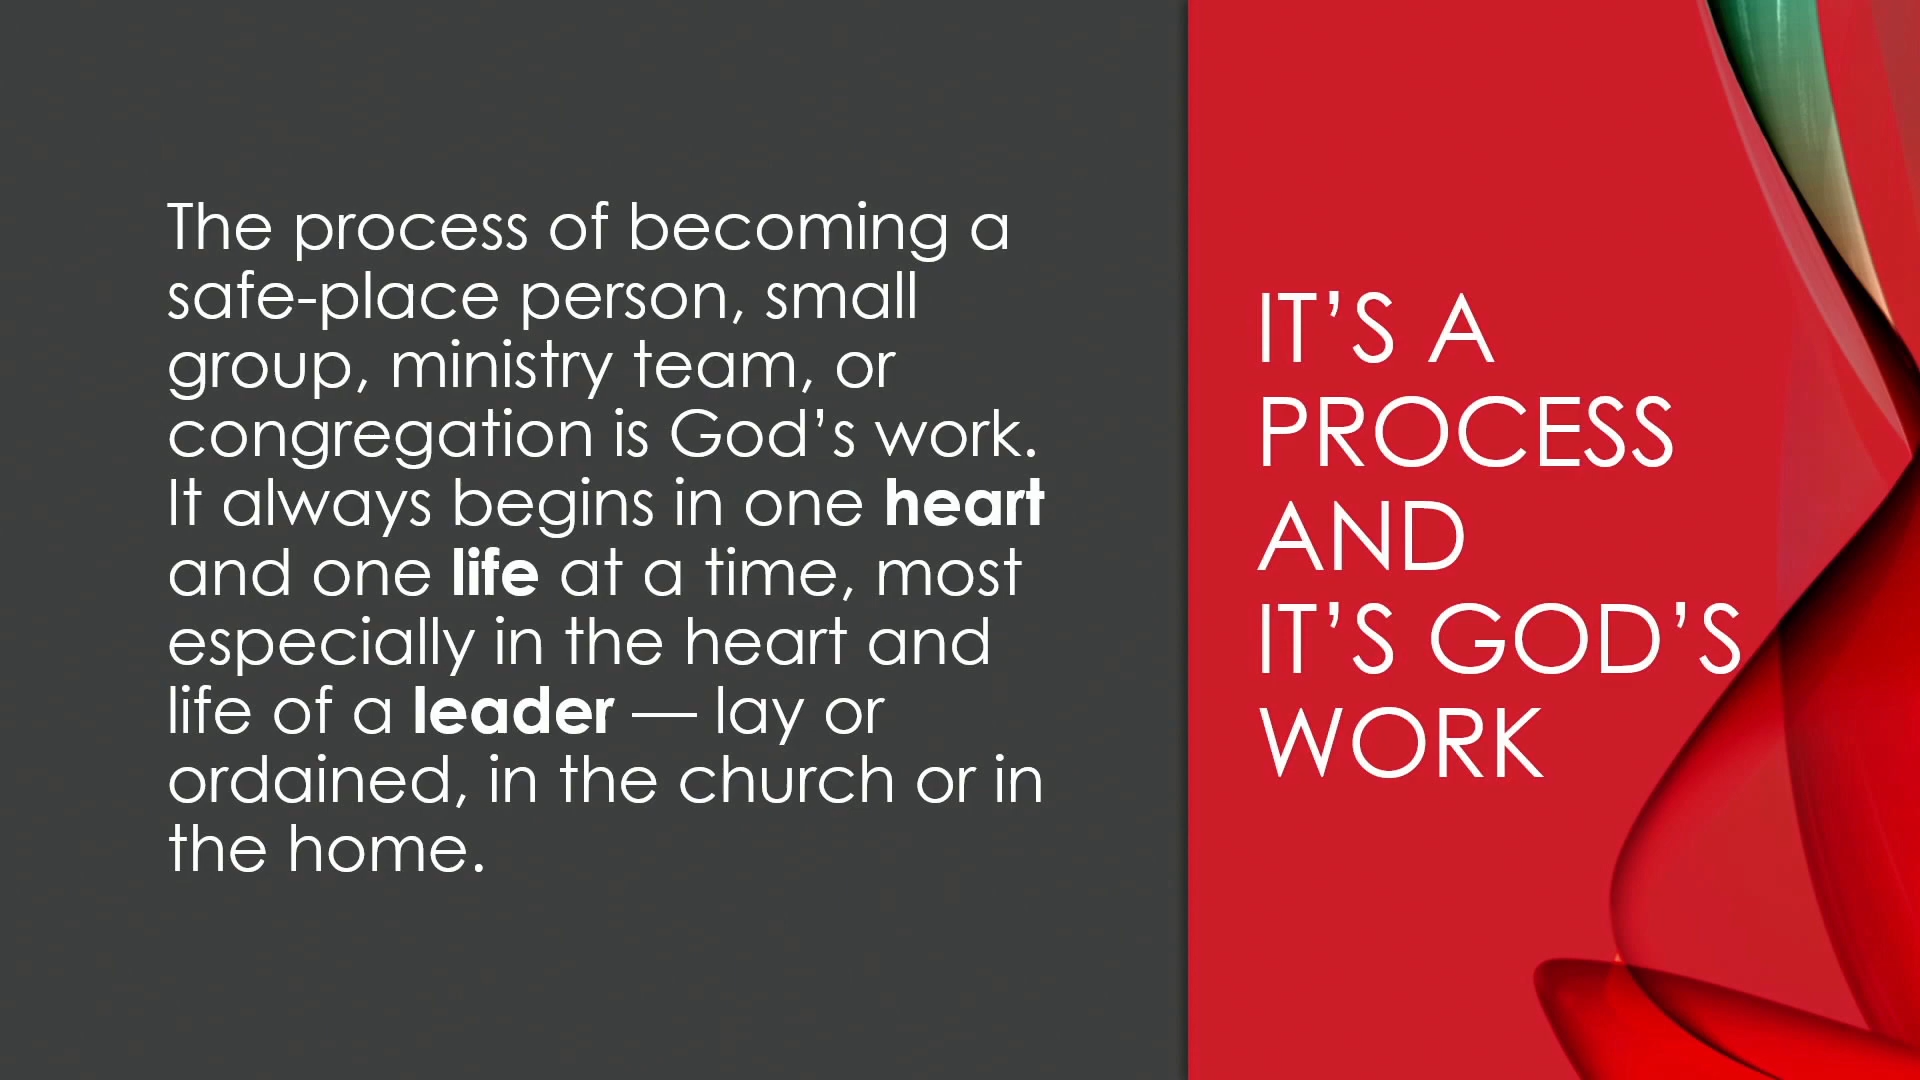 The process of becoming a
safe-place person, small
group, ministry team, or
congregation is God’s work.
It always begins in one heart
and one life at a time, most
especially in the heart and
life of a leader — lay or
ordained, in the church or in
the home.
IT’S A
PROCESS
AND
IT’S GOD’S
WORK